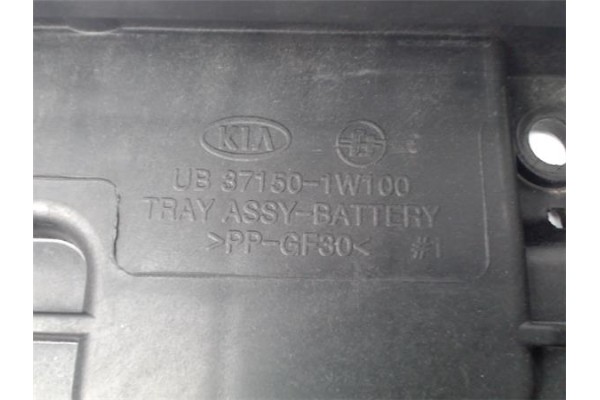 KIA
UB 37150-1W100
TRAY ASSY-BATTERY
>PP-GF30< #1